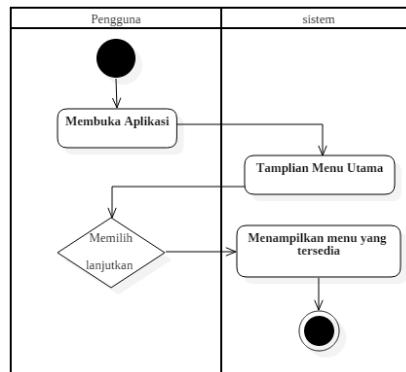 Pengguna
sistem
Membuka Aplikasi
Tamplian Menu Utama
Memilih
lanjutkan
Menampilkan menu yang
tersedia